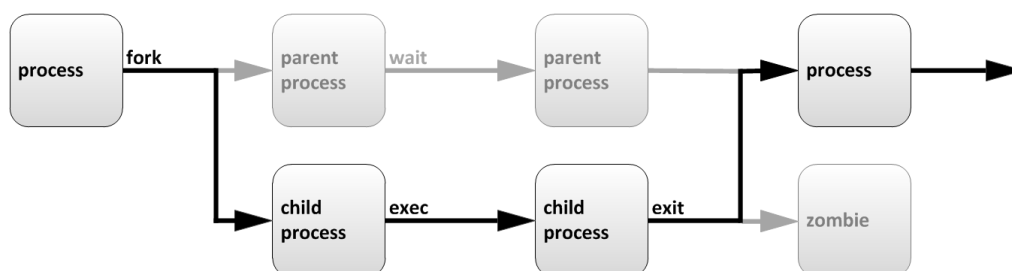 process
fork
parent
process
wait
parent
process
process
child
process
exec
child
process
exit
zombie